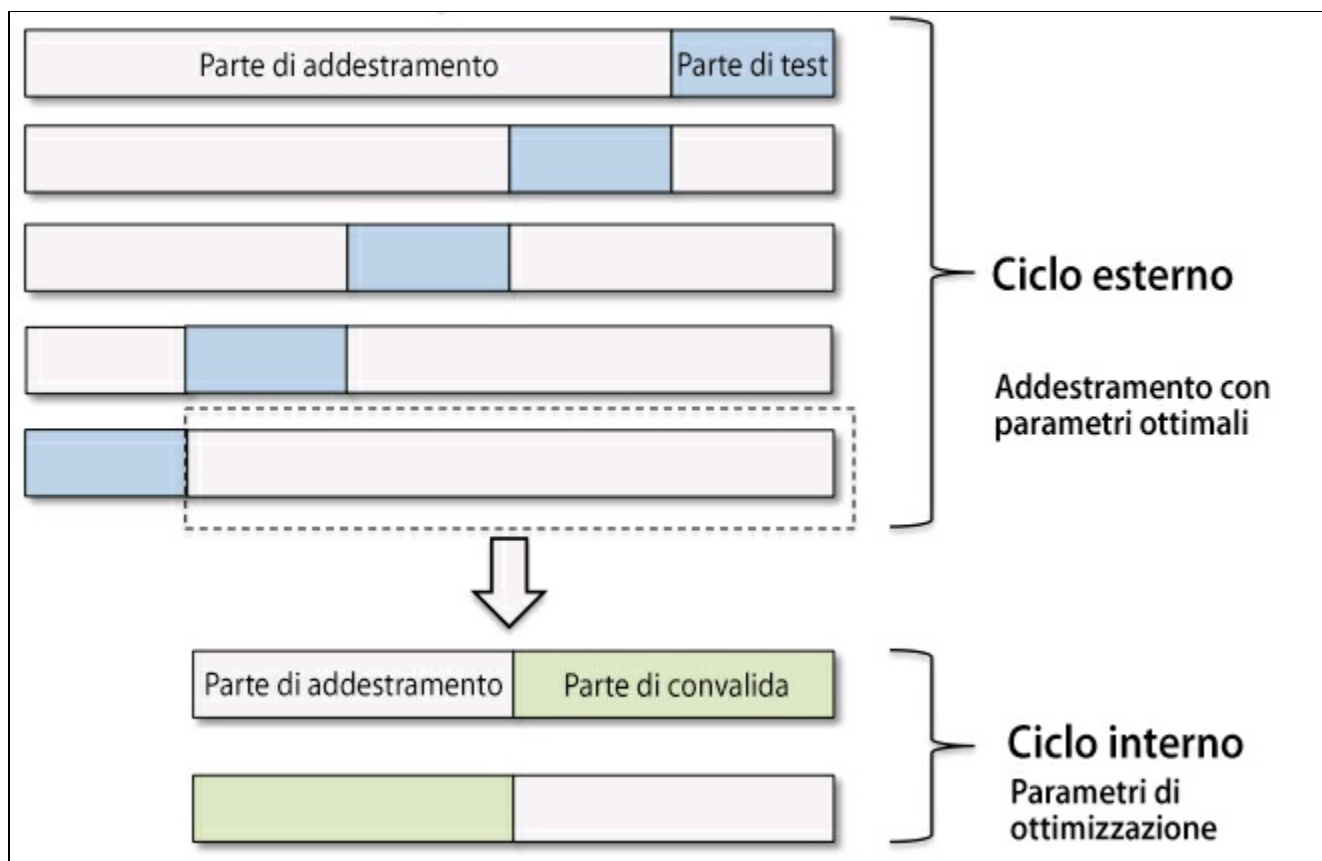 Parte di addestramento
Parte di test
Ciclo esterno
Addestramento con
parametri ottimali
Parte di addestramento
Parte di convalida
Ciclo interno
Parametri di
ottimizzazione